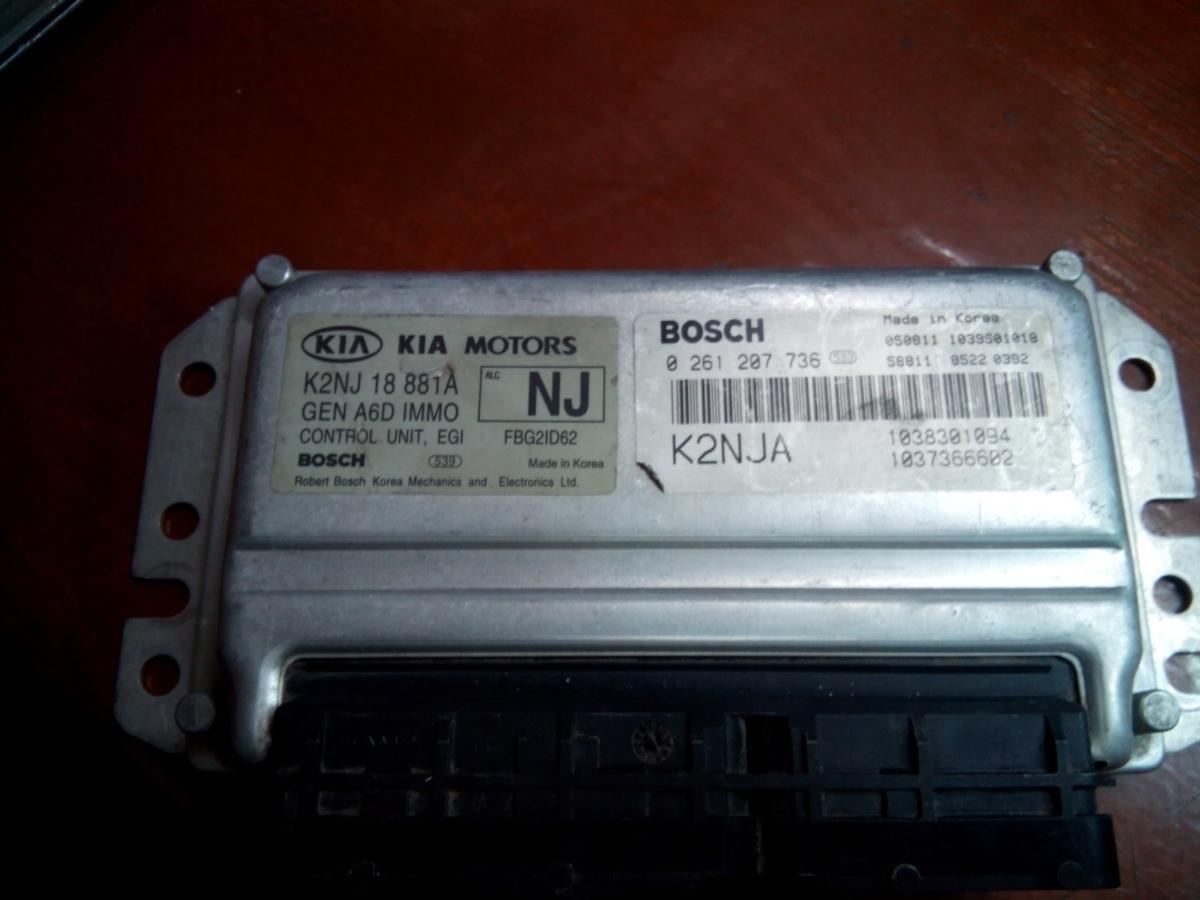 KIA KIA MOTORS
K2NJ 18 881A
ALC
NJ
GEN A6D IMMO
CONTROL UNIT, EGI
FBG2ID62
BOSCH 539 Made in Korea
Robert Bosch Korea Mechanics and Electronics Ltd.
BOSCH
Made in Korea
0 261 207 736 539
050811 1039S01018
S8811 8522 0392
K2NJA
1038301094
1037366602